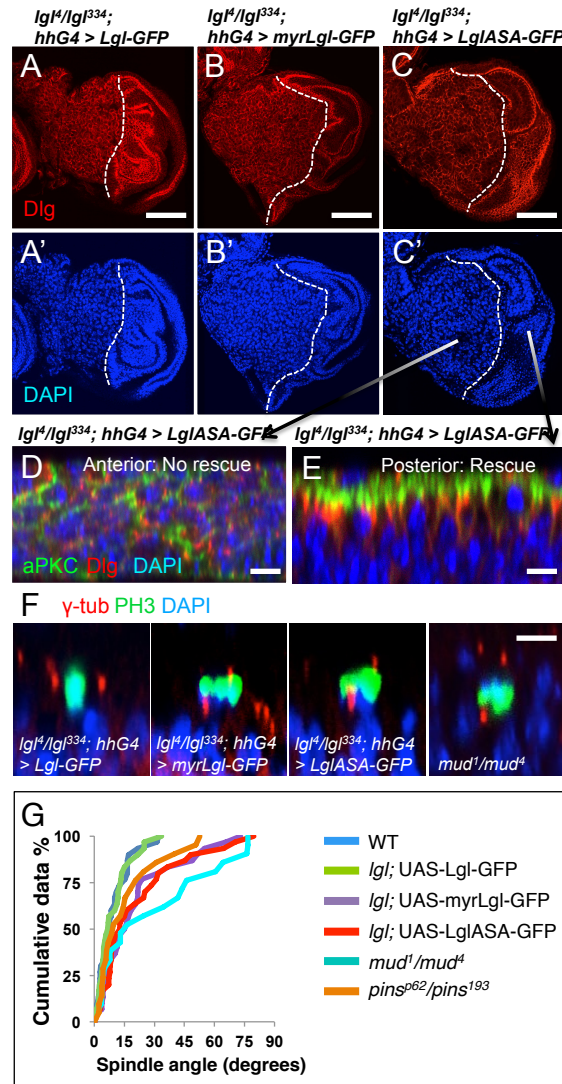 lgl4/lgl334;
hhG4 > Lgl-GFP
lgl4/lgl334;
hhG4 > myrLgl-GFP
lgl4/lgl334;
hhG4 > LglASA-GFP
A
B
C
Dlg
A'
B'
C'
DAPI
lgl4/lgl334; hhG4 > LglASA-GFP
lgl4/lgl334; hhG4 > LglASA-GFP
D
Anterior: No rescue
aPKC Dlg DAPI
E
Posterior: Rescue
F
γ-tub PH3 DAPI
lgl4/lgl334; hhG4
> Lgl-GFP
lgl4/lgl334; hhG4
> myrLgl-GFP
lgl4/lgl334; hhG4
> LglASA-GFP
mud1/mud4
G
Cumulative data %
100
75
50
25
0
0 15 30 45 60 75 90
Spindle angle (degrees)
WT
lgl; UAS-Lgl-GFP
lgl; UAS-myrLgl-GFP
lgl; UAS-LglASA-GFP
mud1/mud4
pinsp62/pins193